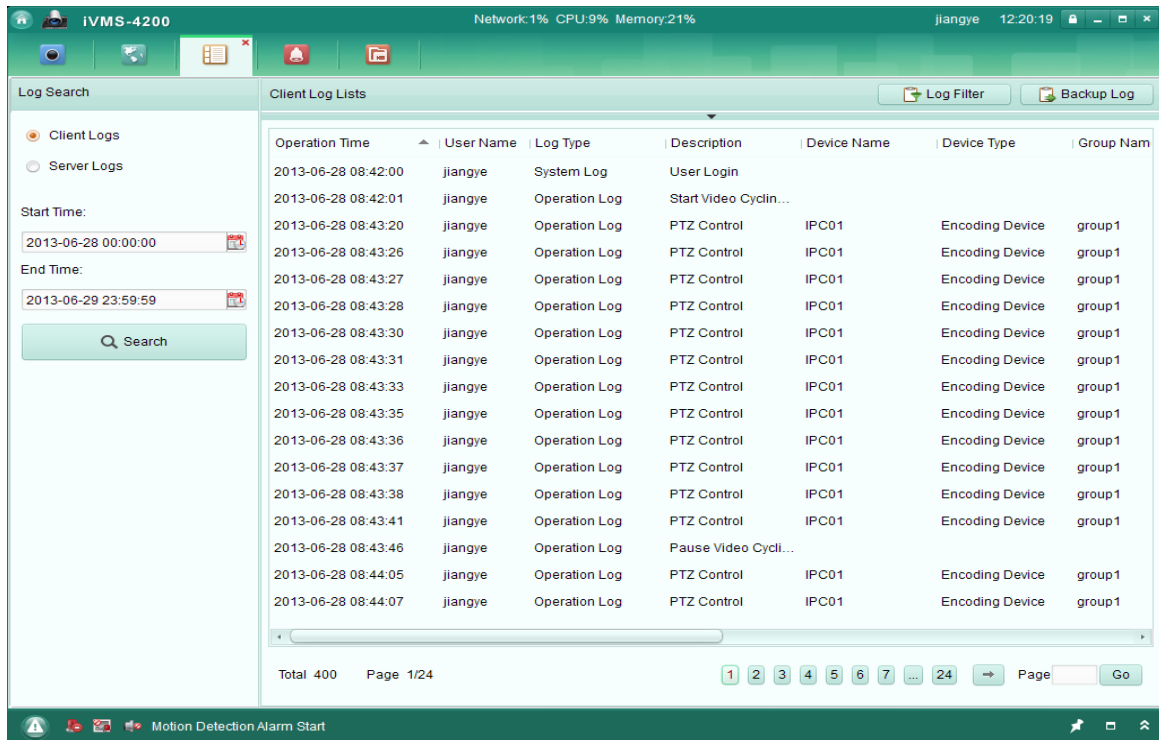 iVMS-4200 Network:1% CPU:9% Memory:21% jiangye 12:20:19
Log Search
Client Log Lists Log Filter Backup Log
Client Logs
Server Logs
Start Time:
2013-06-28 00:00:00
End Time:
2013-06-29 23:59:59
Search
Operation Time User Name Log Type Description Device Name Device Type Group Nam
2013-06-28 08:42:00 jiangye System Log User Login
2013-06-28 08:42:01 jiangye Operation Log Start Video Cyclin...
2013-06-28 08:43:20 jiangye Operation Log PTZ Control IPC01 Encoding Device group1
2013-06-28 08:43:26 jiangye Operation Log PTZ Control IPC01 Encoding Device group1
2013-06-28 08:43:27 jiangye Operation Log PTZ Control IPC01 Encoding Device group1
2013-06-28 08:43:28 jiangye Operation Log PTZ Control IPC01 Encoding Device group1
2013-06-28 08:43:30 jiangye Operation Log PTZ Control IPC01 Encoding Device group1
2013-06-28 08:43:31 jiangye Operation Log PTZ Control IPC01 Encoding Device group1
2013-06-28 08:43:33 jiangye Operation Log PTZ Control IPC01 Encoding Device group1
2013-06-28 08:43:35 jiangye Operation Log PTZ Control IPC01 Encoding Device group1
2013-06-28 08:43:36 jiangye Operation Log PTZ Control IPC01 Encoding Device group1
2013-06-28 08:43:37 jiangye Operation Log PTZ Control IPC01 Encoding Device group1
2013-06-28 08:43:38 jiangye Operation Log PTZ Control IPC01 Encoding Device group1
2013-06-28 08:43:41 jiangye Operation Log PTZ Control IPC01 Encoding Device group1
2013-06-28 08:43:46 jiangye Operation Log Pause Video Cycli...
2013-06-28 08:44:05 jiangye Operation Log PTZ Control IPC01 Encoding Device group1
2013-06-28 08:44:07 jiangye Operation Log PTZ Control IPC01 Encoding Device group1
Total 400 Page 1/24 1 2 3 4 5 6 7 ... 24 Page Go
Motion Detection Alarm Start